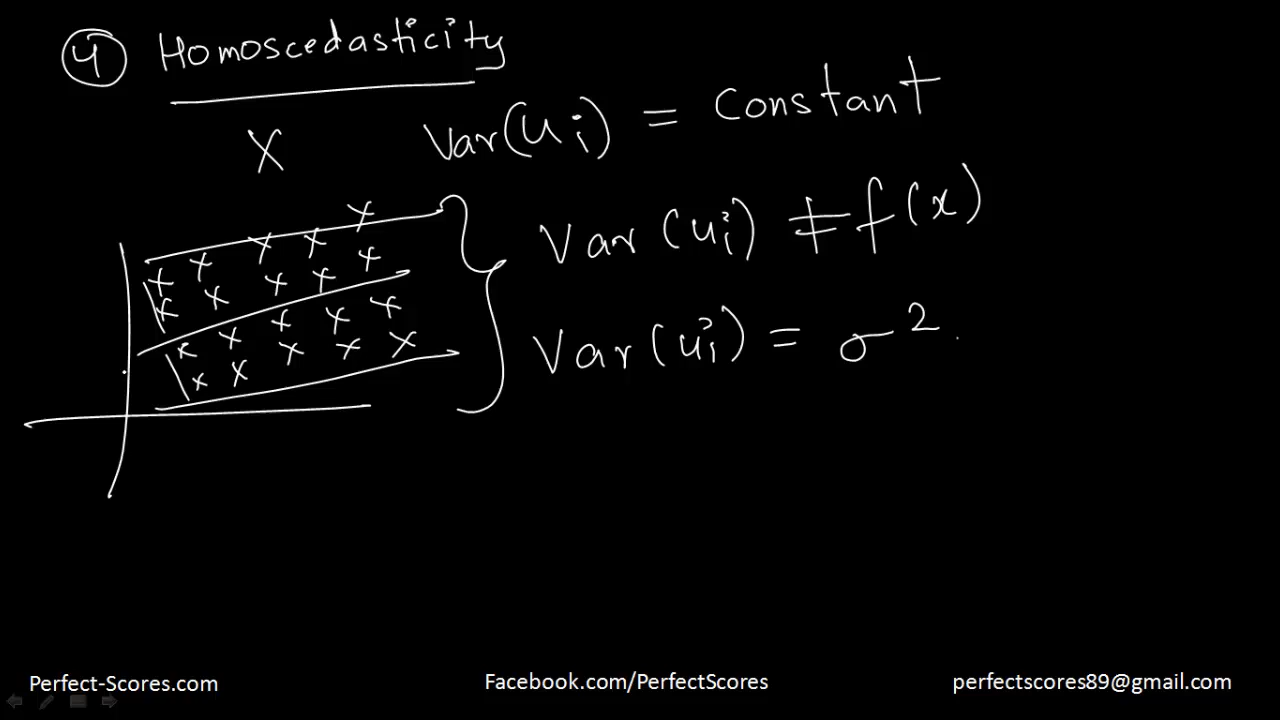 4 Homoscedasticity
X Var(ui) = Constant
Var (ui) ≠ f(x)
Var (ui) = σ²
Perfect-Scores.com Facebook.com/PerfectScores perfectscores89@gmail.com